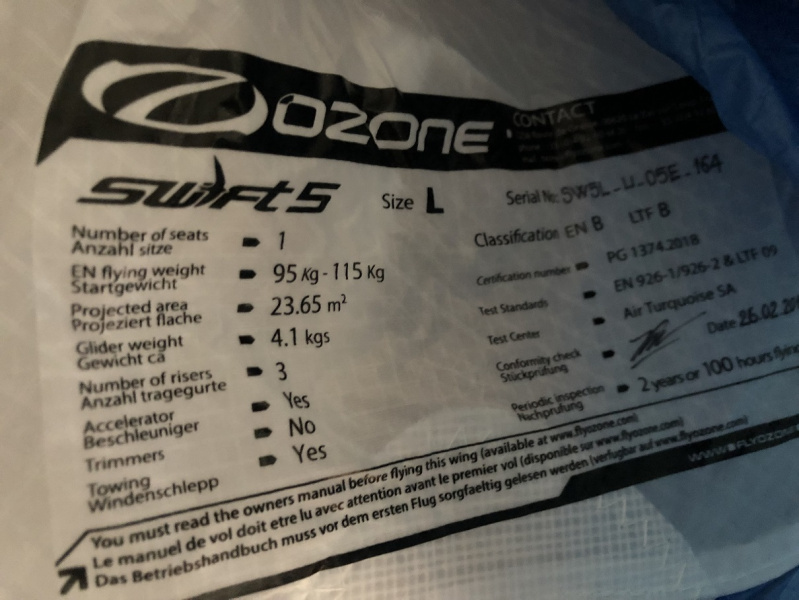 OZONE
CONTACT
swift5
Size L
Serial №: SW5L-U-05E-164
Number of seats
Anzahl sitze
1
EN flying weight
Startgewicht
95 Kg - 115 Kg
Projected area
Projeziert flache
23.65 m²
Glider weight
Gewicht ca
4.1 kgs
Number of risers
Anzahl tragegurte
3
Accelerator
Beschleuniger
Yes
Trimmers
No
Towing
Windenschlepp
Yes
Classification EN B LTF B
Certification number PG 1374.2018
Test Standards EN 926-1/926-2 & LTF 09
Test Center Air Turquoise SA
Conformity check
Stückprüfung
Date 26.02
Periodic inspection
Nachprüfung
2 years or 100 hours flying
You must read the owners manual before flying this wing (available at www.flyozone.com)
Le manuel de vol doit etre lu avec attention avant le premier vol (disponible sur www.flyozone.com)
Das Betriebshandbuch muss vor dem ersten Flug sorgfaeltig gelesen werden (verfugbar auf www.flyozone.com)